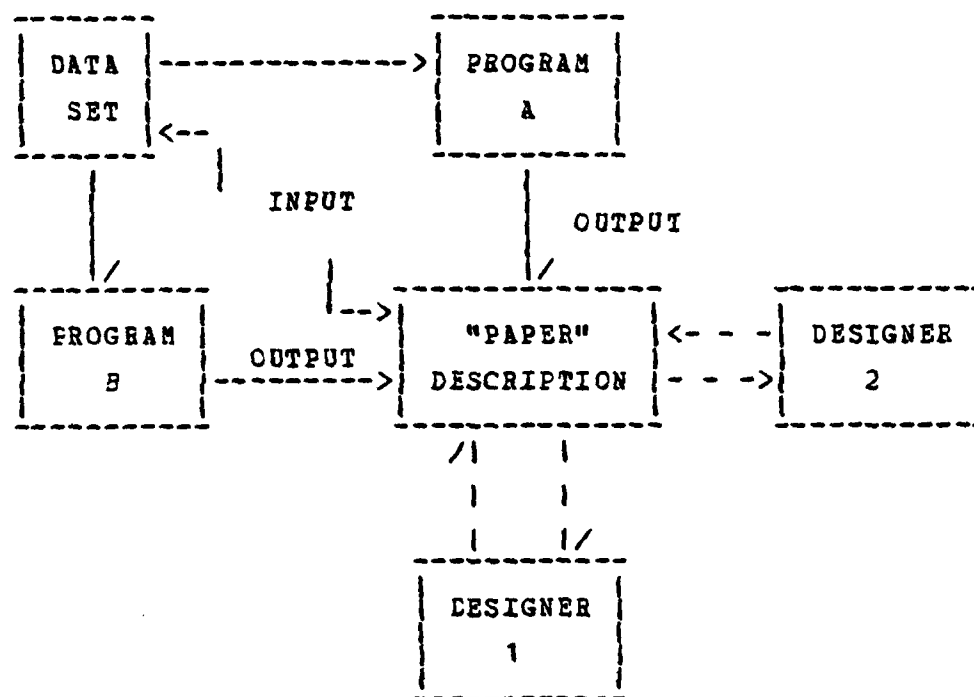 DATA
SET
PROGRAM
A
INPUT
OUTPUT
PROGRAM
B
OUTPUT
"PAPER"
DESCRIPTION
DESIGNER
2
DESIGNER
1